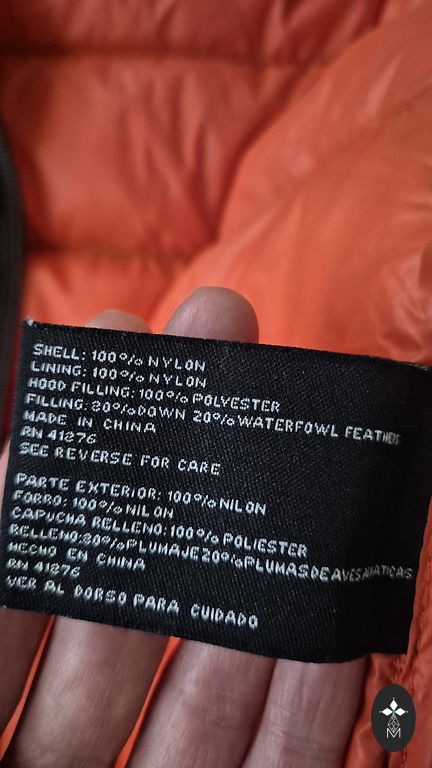 SHELL: 100% NYLON
LINING: 100% NYLON
HOOD FILLING: 100% POLYESTER
FILLING: 80% DOWN 20% WATERFOWL FEATHERS
MADE IN CHINA
RN 41276
SEE REVERSE FOR CARE
PARTE EXTERIOR: 100% NILON
FORRO: 100% NILON
CAPUCHA RELLENO: 100% POLIESTER
RELLENO: 80% PLUMAJE 20% PLUMAS DE AVES ACUATICAS
HECHO EN CHINA
RN 41276
VER AL DORSO PARA CUIDADO
M